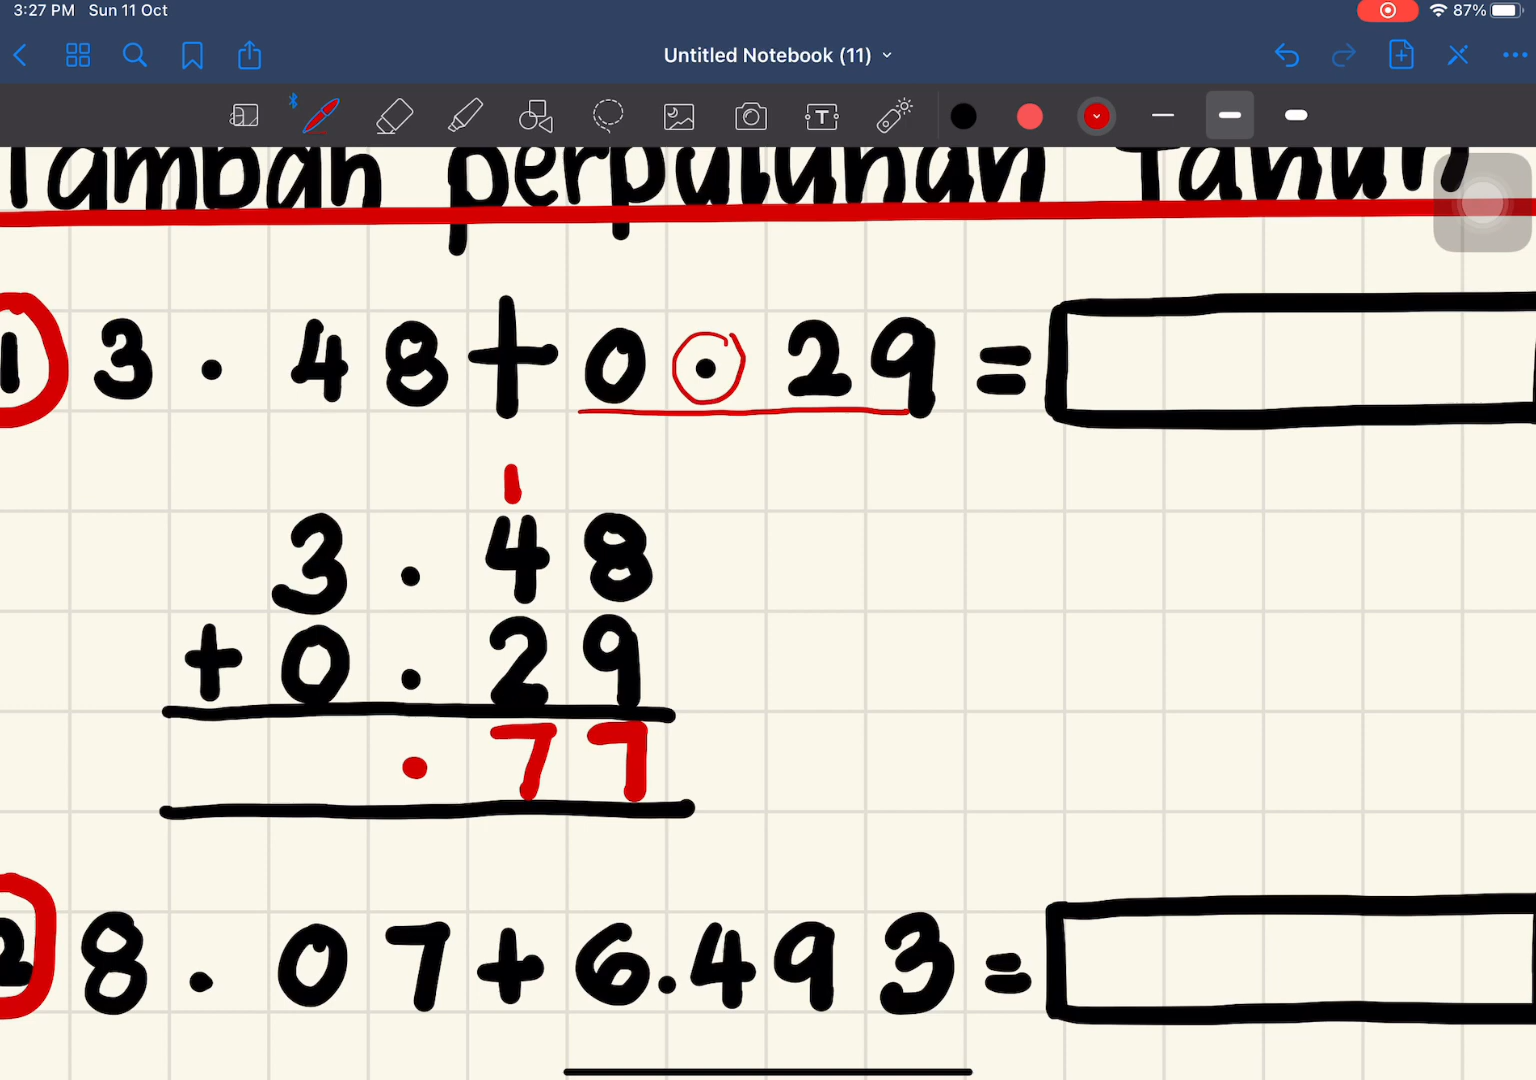 3:27 PM Sun 11 Oct 87%
Untitled Notebook (11)
T
Tambah perpuluhan Tahun
1 3.48 + 0.29 =
1
3.48
+ 0.29
.77
2 8.07 + 6.493 =